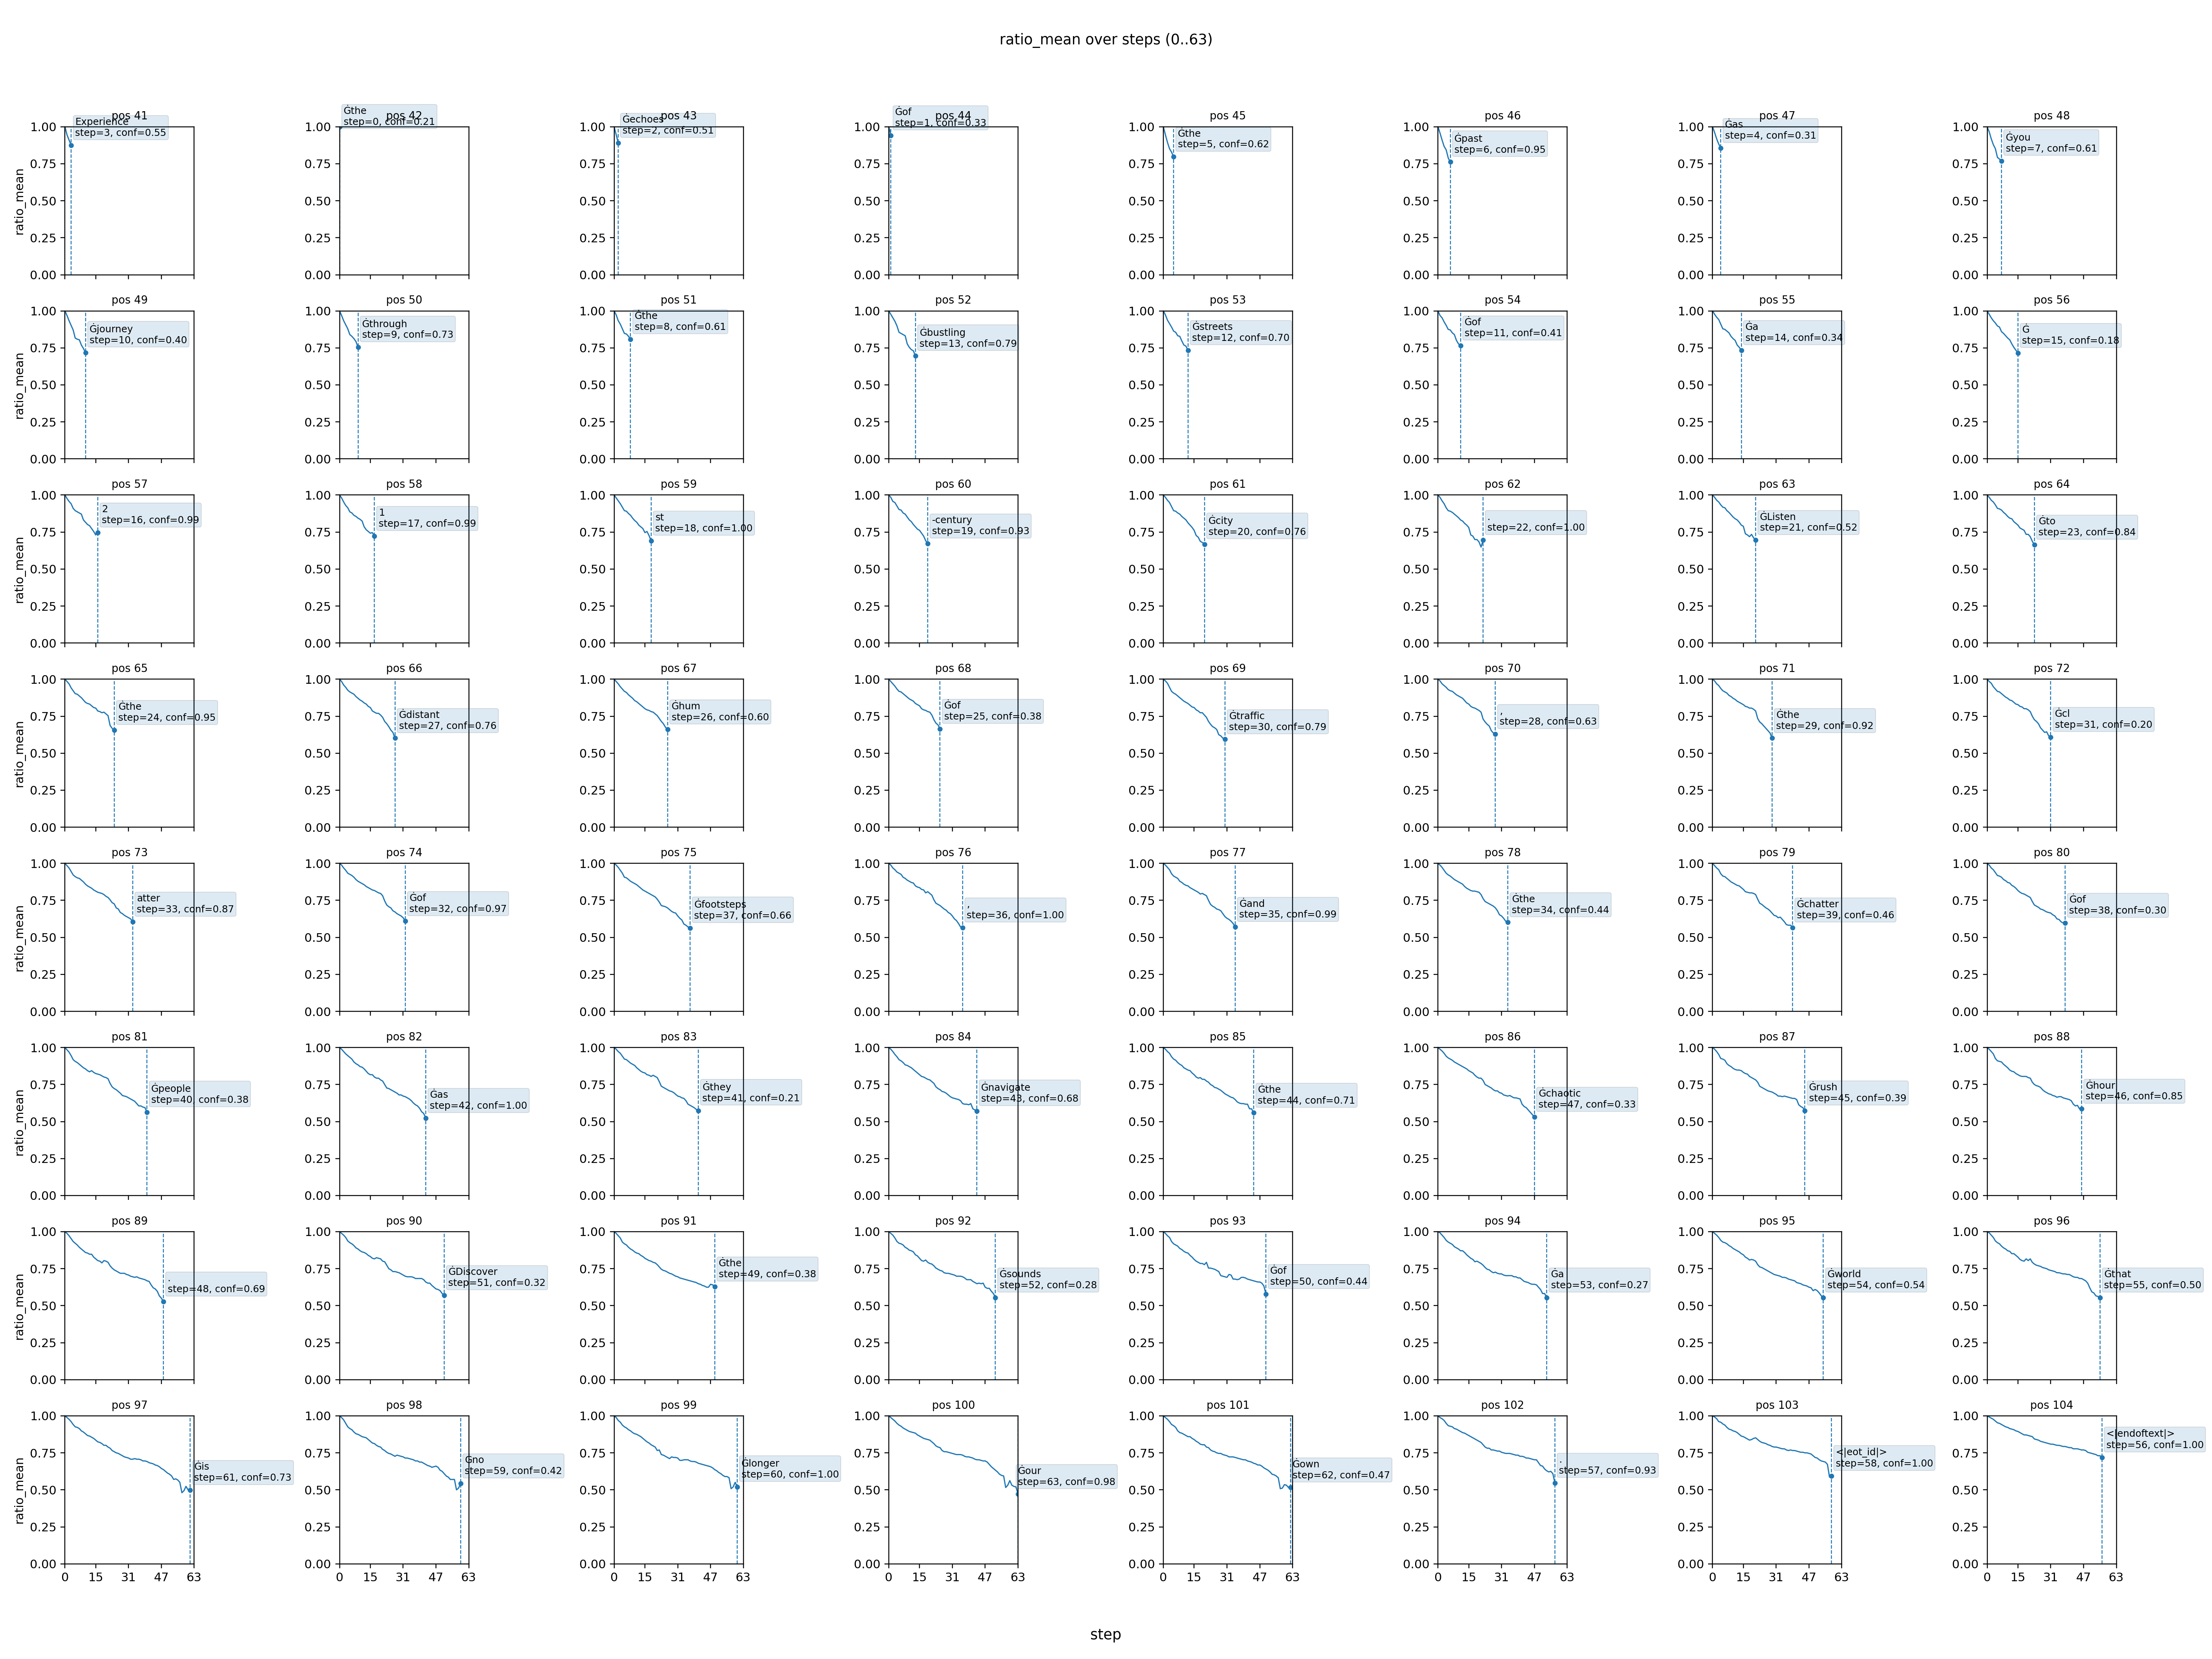 ratio_mean over steps (0..63)
pos 41
Experience
step=3, conf=0.55
pos 42
Ġthe
step=0, conf=0.21
pos 43
Ġechoes
step=2, conf=0.51
pos 44
Ġof
step=1, conf=0.33
pos 45
Ġthe
step=5, conf=0.62
pos 46
Ġpast
step=6, conf=0.95
pos 47
Ġas
step=4, conf=0.31
pos 48
Ġyou
step=7, conf=0.61
ratio_mean
1.00
0.75
0.50
0.25
0.00
0 15 31 47 63
pos 49
Ġjourney
step=10, conf=0.40
pos 50
Ġthrough
step=9, conf=0.73
pos 51
Ġthe
step=8, conf=0.61
pos 52
Ġbustling
step=13, conf=0.79
pos 53
Ġstreets
step=12, conf=0.70
pos 54
Ġof
step=11, conf=0.41
pos 55
Ġa
step=14, conf=0.34
pos 56
Ġ
step=15, conf=0.18
pos 57
2
step=16, conf=0.99
pos 58
1
step=17, conf=0.99
pos 59
st
step=18, conf=1.00
pos 60
-century
step=19, conf=0.93
pos 61
Ġcity
step=20, conf=0.76
pos 62
.
step=22, conf=1.00
pos 63
ĠListen
step=21, conf=0.52
pos 64
Ġto
step=23, conf=0.84
pos 65
Ġthe
step=24, conf=0.95
pos 66
Ġdistant
step=27, conf=0.76
pos 67
Ġhum
step=26, conf=0.60
pos 68
Ġof
step=25, conf=0.38
pos 69
Ġtraffic
step=30, conf=0.79
pos 70
,
step=28, conf=0.63
pos 71
Ġthe
step=29, conf=0.92
pos 72
Ġcl
step=31, conf=0.20
pos 73
atter
step=33, conf=0.87
pos 74
Ġof
step=32, conf=0.97
pos 75
Ġfootsteps
step=37, conf=0.66
pos 76
,
step=36, conf=1.00
pos 77
Ġand
step=35, conf=0.99
pos 78
Ġthe
step=34, conf=0.44
pos 79
Ġchatter
step=39, conf=0.46
pos 80
Ġof
step=38, conf=0.30
pos 81
Ġpeople
step=40, conf=0.38
pos 82
Ġas
step=42, conf=1.00
pos 83
Ġthey
step=41, conf=0.21
pos 84
Ġnavigate
step=43, conf=0.68
pos 85
Ġthe
step=44, conf=0.71
pos 86
Ġchaotic
step=47, conf=0.33
pos 87
Ġrush
step=45, conf=0.39
pos 88
Ġhour
step=46, conf=0.85
pos 89
.
step=48, conf=0.69
pos 90
ĠDiscover
step=51, conf=0.32
pos 91
Ġthe
step=49, conf=0.38
pos 92
Ġsounds
step=52, conf=0.28
pos 93
Ġof
step=50, conf=0.44
pos 94
Ġa
step=53, conf=0.27
pos 95
Ġworld
step=54, conf=0.54
pos 96
Ġthat
step=55, conf=0.50
pos 97
Ġis
step=61, conf=0.73
pos 98
Ġno
step=59, conf=0.42
pos 99
Ġlonger
step=60, conf=1.00
pos 100
Ġour
step=63, conf=0.98
pos 101
Ġown
step=62, conf=0.47
pos 102
.
step=57, conf=0.93
pos 103
<|eot_id|>
step=58, conf=1.00
pos 104
<|endoftext|>
step=56, conf=1.00
step